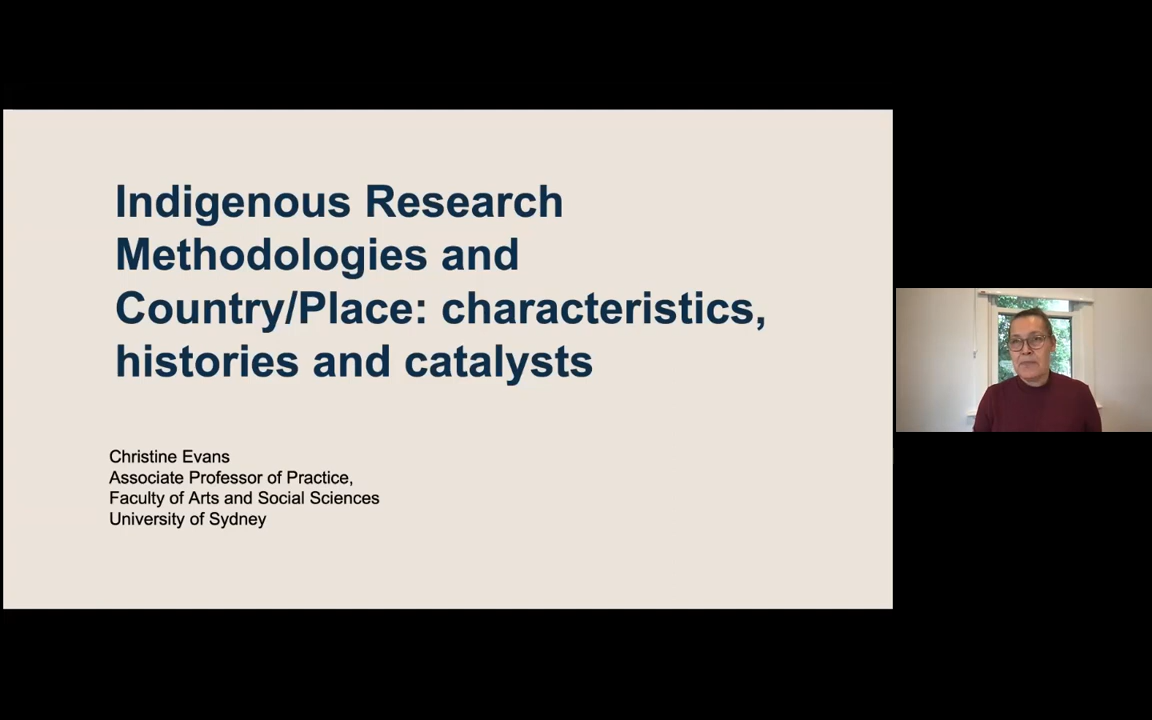 Indigenous Research
Methodologies and
Country/Place: characteristics,
histories and catalysts
Christine Evans
Associate Professor of Practice,
Faculty of Arts and Social Sciences
University of Sydney